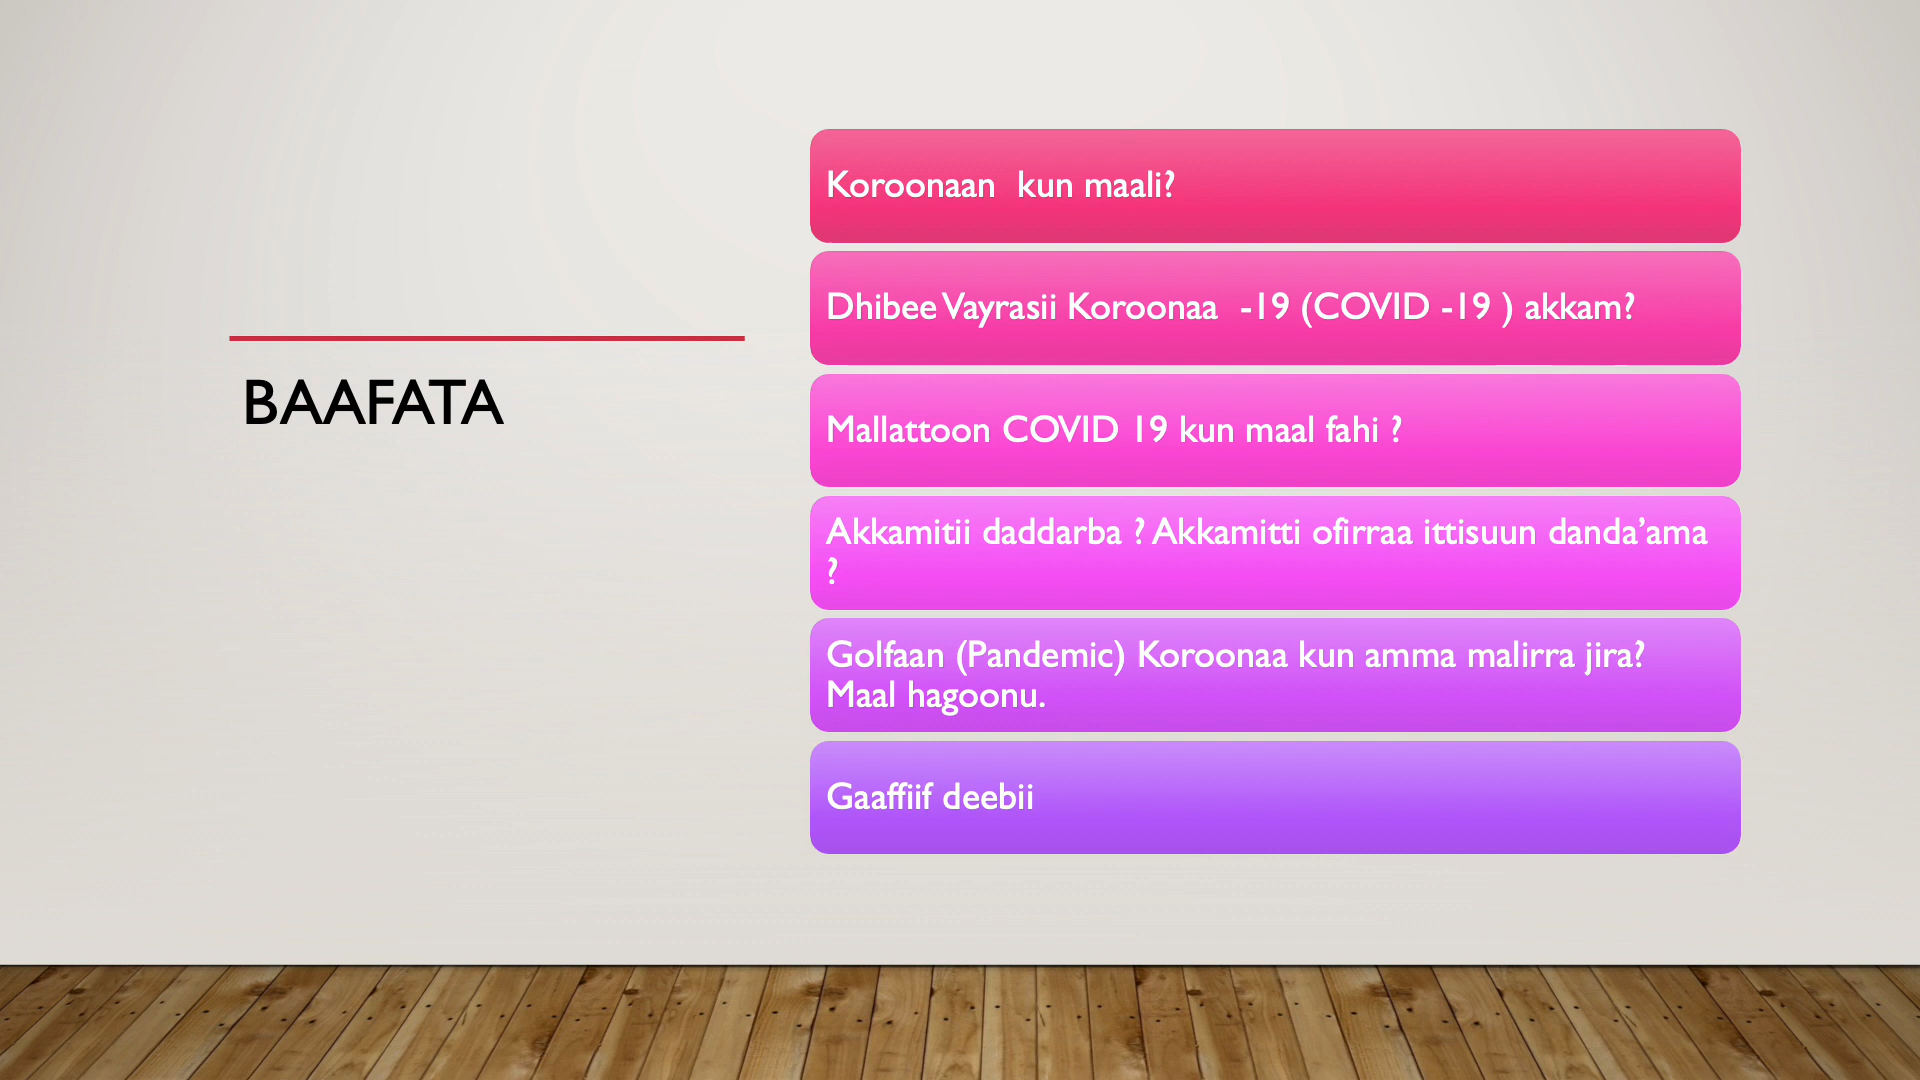 BAAFATA
Koroonaan  kun maali?
Dhibee Vayrasii Koroonaa  -19 (COVID -19 ) akkam?
Mallattoon COVID 19 kun maal fahi ?
Akkamitii daddarba ? Akkamitti ofirraa ittisuun danda’ama
?
Golfaan (Pandemic) Koroonaa kun amma malirra jira?
Maal hagoonu.
Gaaffiif deebii